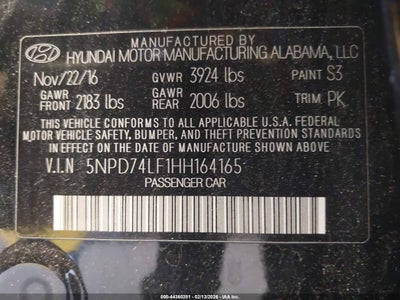 MANUFACTURED BY
HYUNDAI MOTOR MANUFACTURING ALABAMA, LLC
Nov/22/16 GVWR 3924 lbs PAINT S3
GAWR FRONT 2183 lbs GAWR REAR 2006 lbs TRIM PK
THIS VEHICLE CONFORMS TO ALL APPLICABLE U.S.A. FEDERAL
MOTOR VEHICLE SAFETY, BUMPER, AND THEFT PREVENTION STANDARDS
IN EFFECT ON THE DATE OF MANUFACTURE SHOWN ABOVE.
V.I.N 5NPD74LF1HH164165
PASSENGER CAR
000-44360281 - 02/13/2026 - IAA Inc.